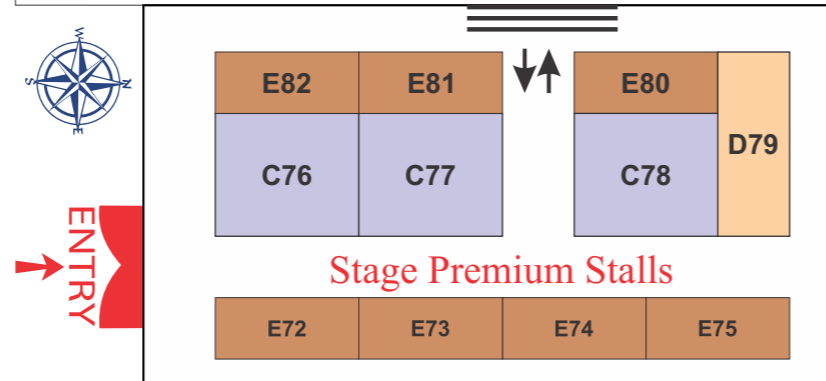 W
S
N
E
E82 E81 E80
D79
C76 C77 C78
ENTRY
Stage Premium Stalls
E72 E73 E74 E75